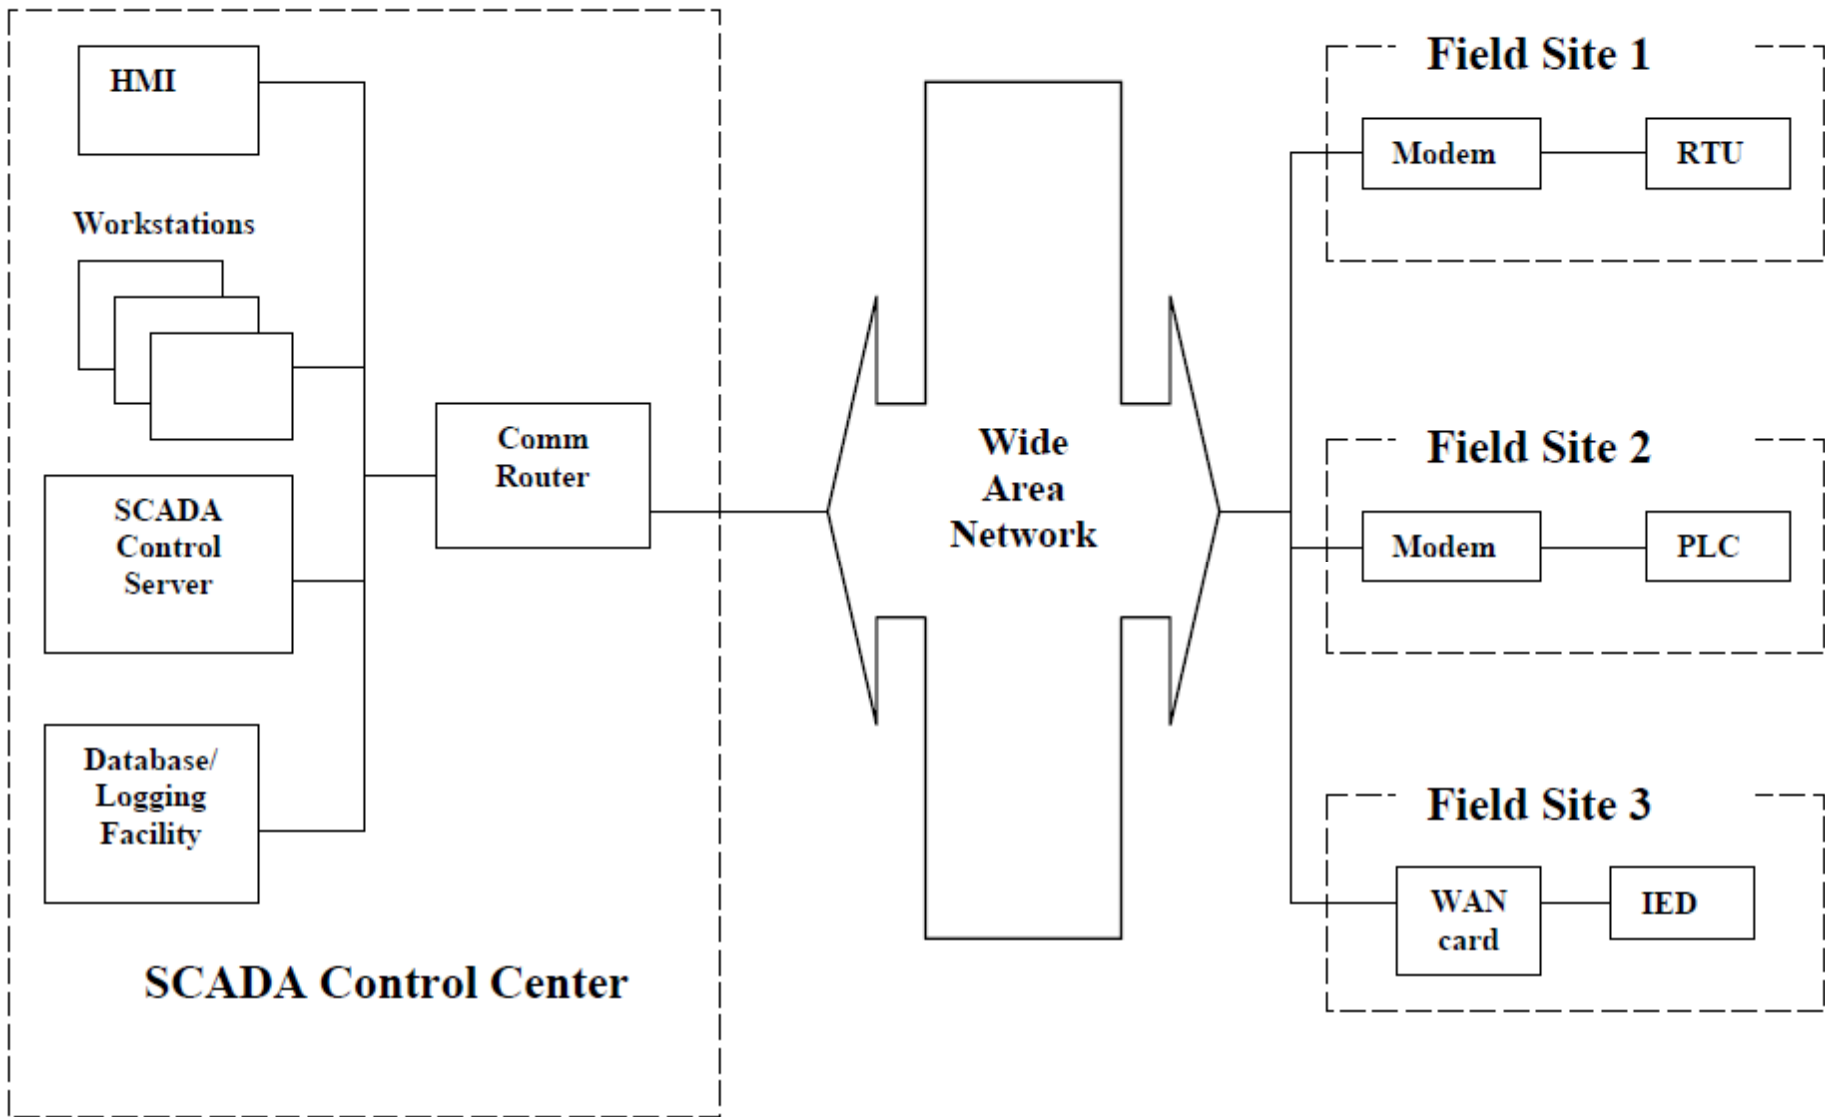 HMI
Workstations
SCADA
Control
Server
Database/
Logging
Facility
Comm
Router
SCADA Control Center
Wide
Area
Network
Field Site 1
Modem
RTU
Field Site 2
Modem
PLC
Field Site 3
WAN
card
IED